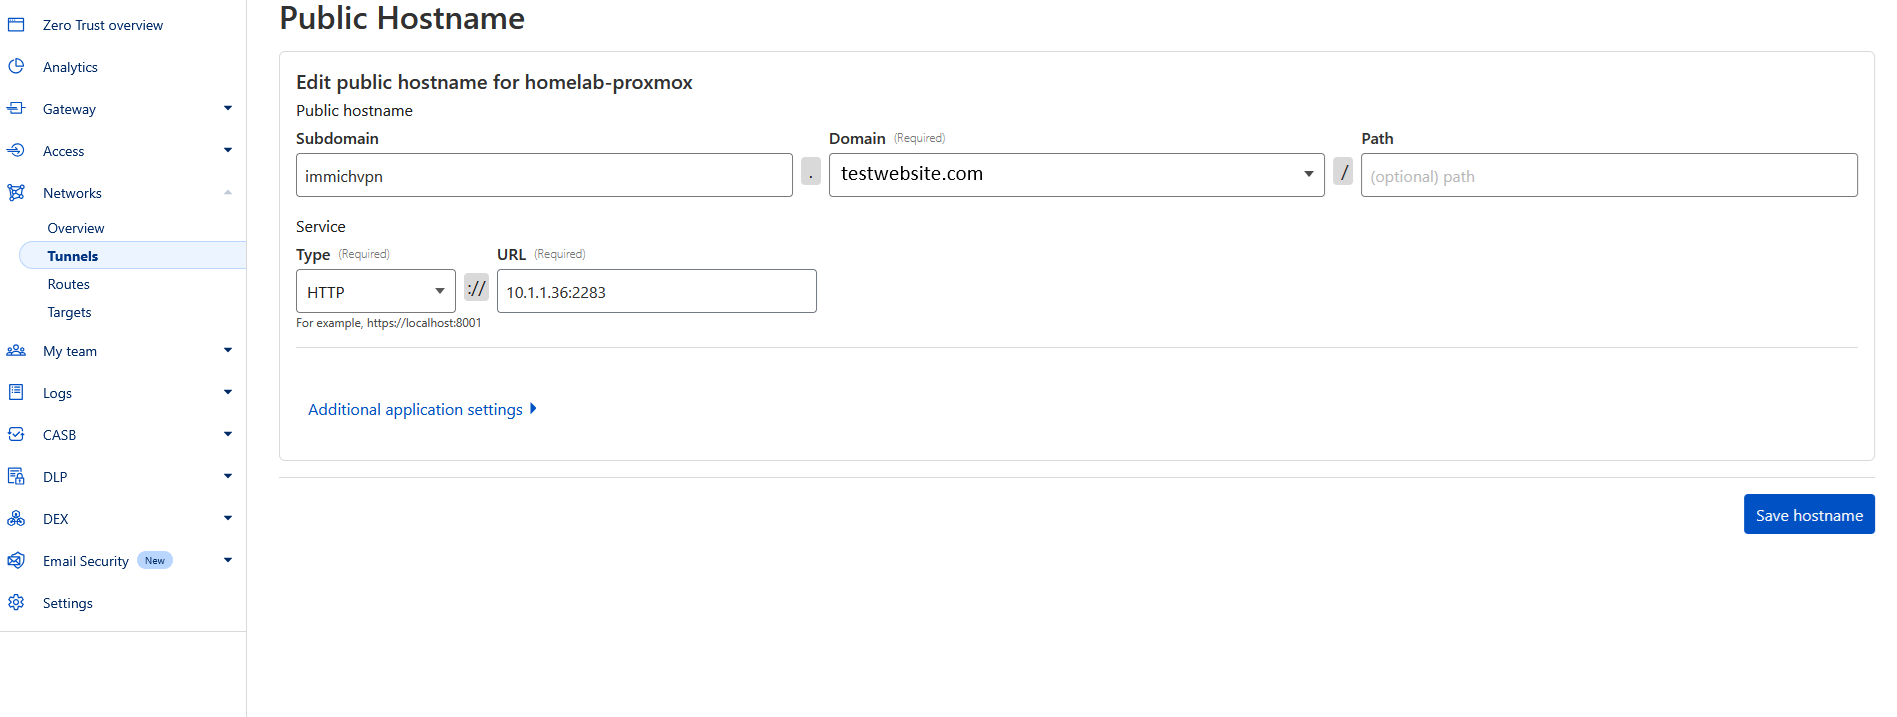 Zero Trust overview
Analytics
Gateway
Access
Networks
Overview
Tunnels
Routes
Targets
My team
Logs
CASB
DLP
DEX
Email Security New
Settings
Public Hostname
Edit public hostname for homelab-proxmox
Public hostname
Subdomain
immichvpn
.
Domain (Required)
testwebsite.com
/
Path
(optional) path
Service
Type (Required)
HTTP
://
URL (Required)
10.1.1.36:2283
For example, https://localhost:8001
Additional application settings
Save hostname